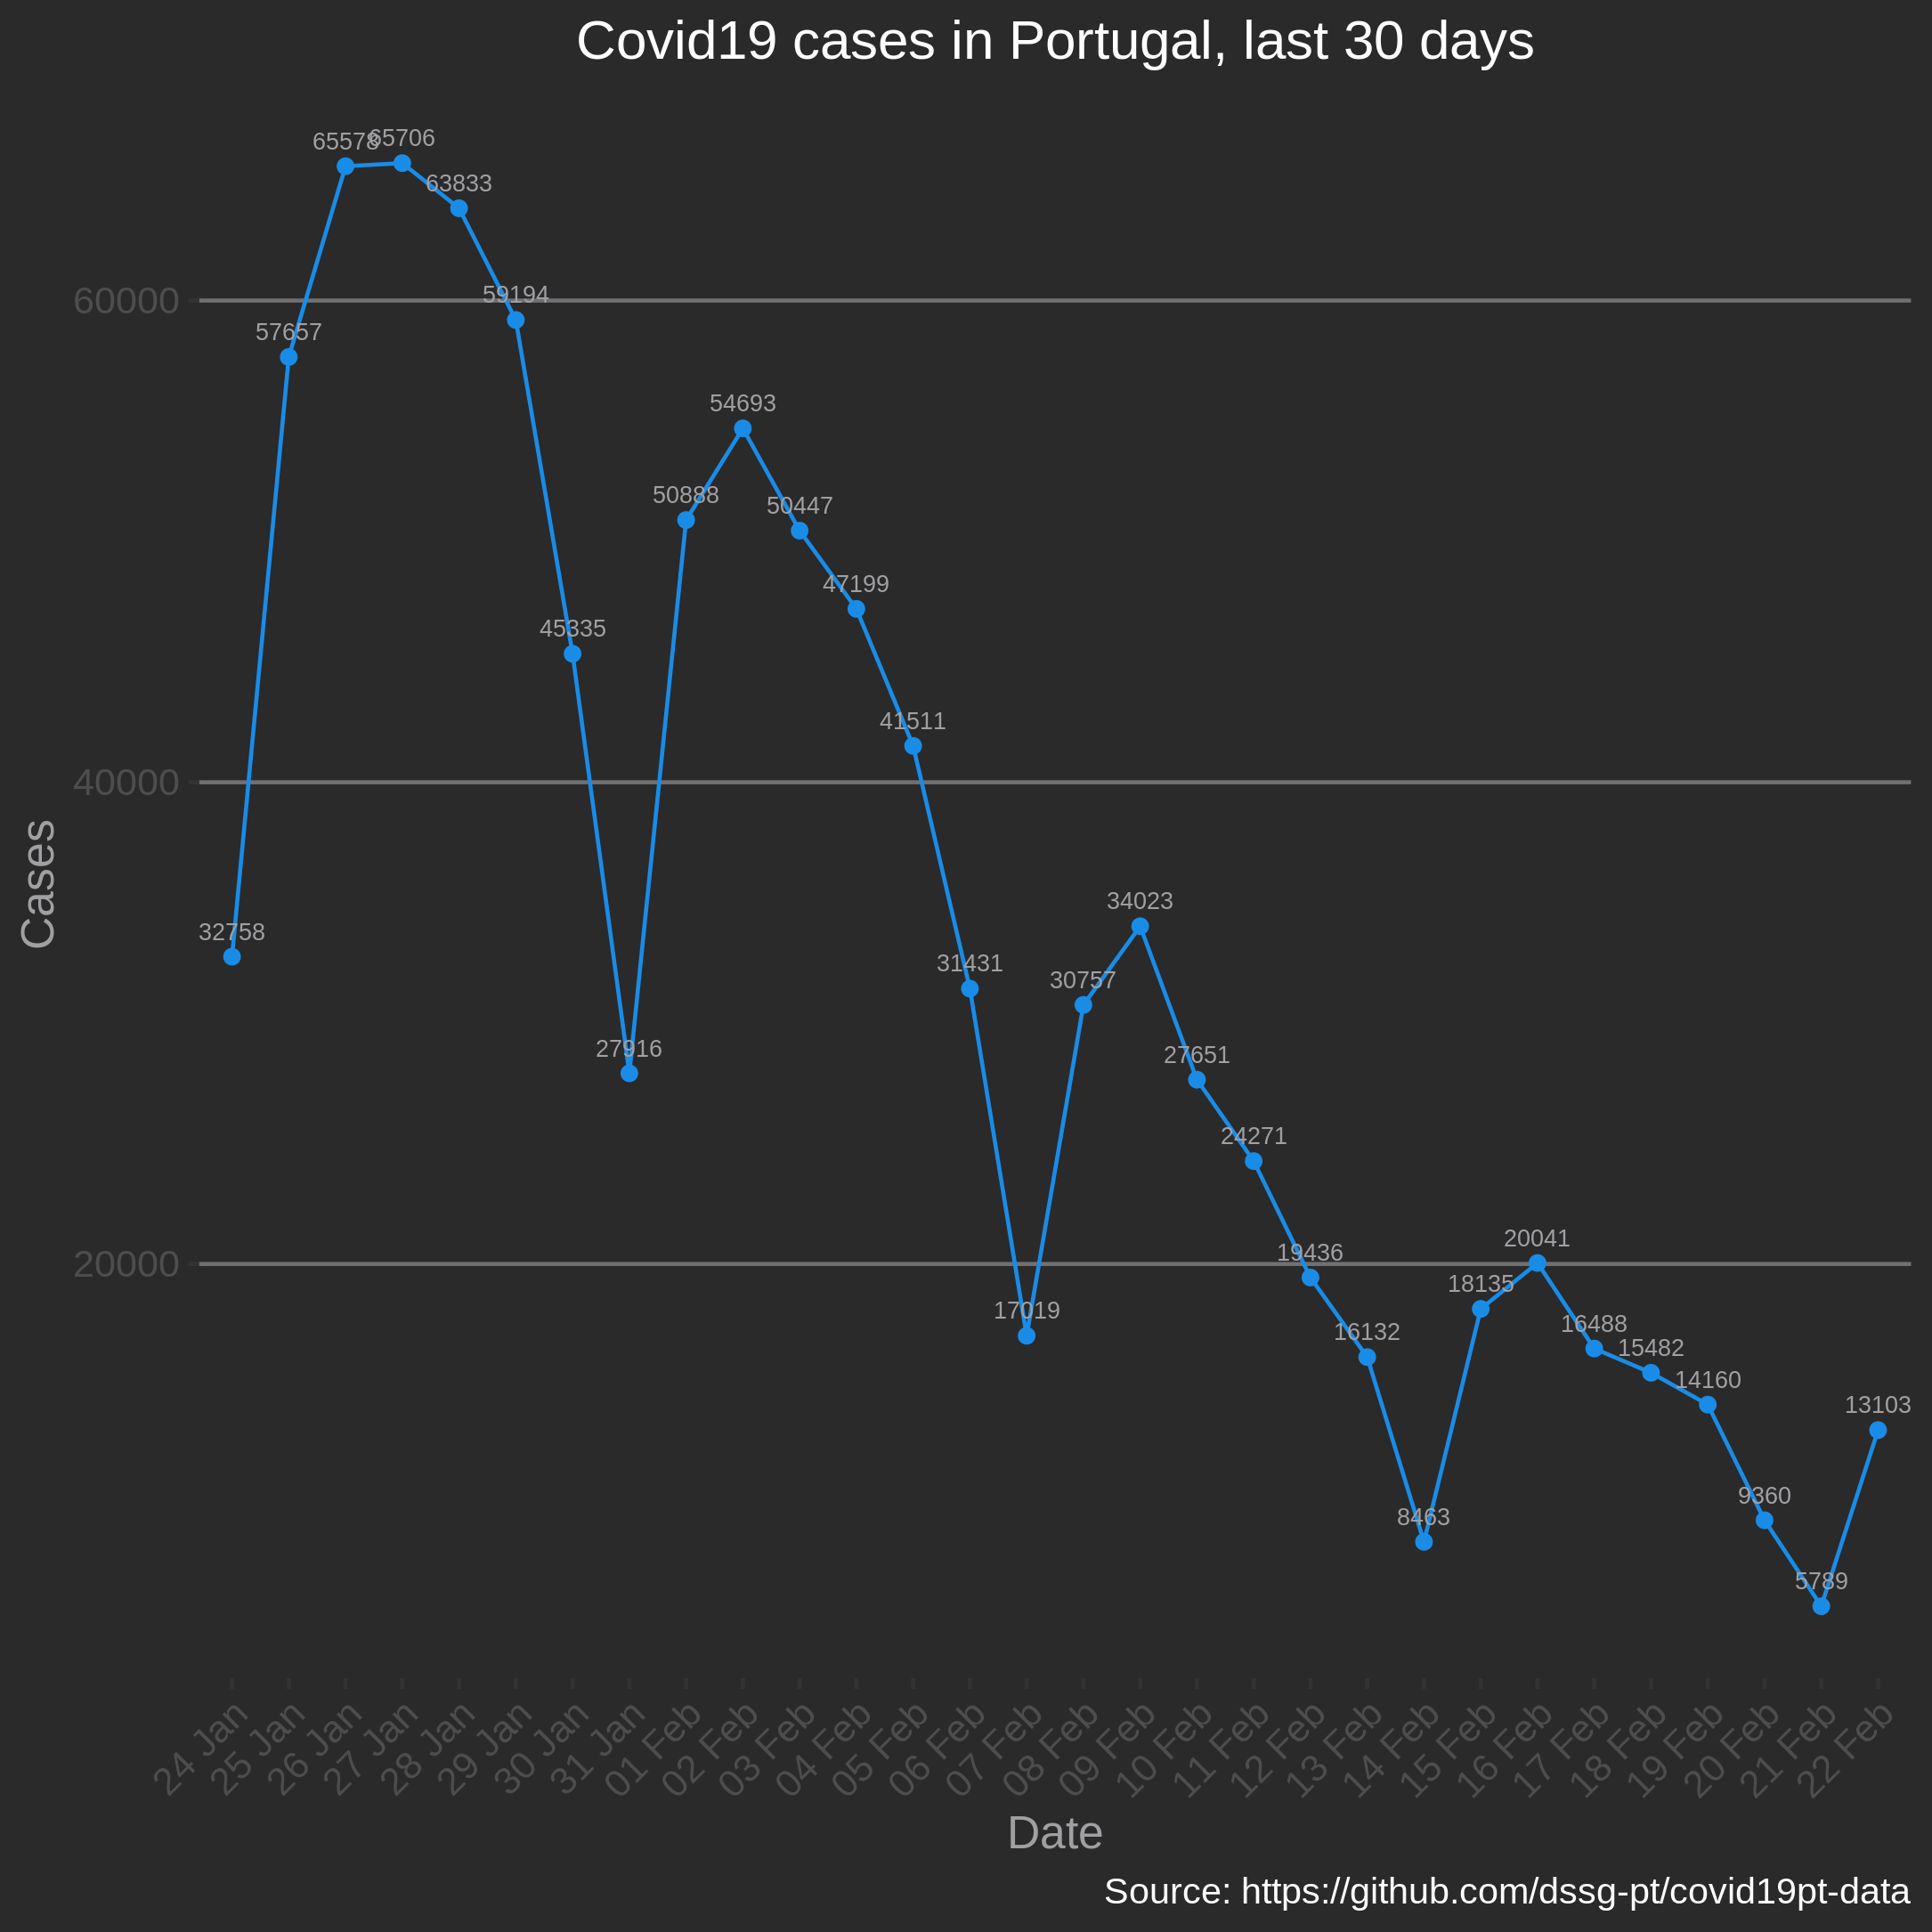 Covid19 cases in Portugal, last 30 days
65578
65706
63833
60000
59194
57657
54693
50888
50447
47199
45335
41511
40000
Cases
34023
32758
31431
30757
27916
27651
24271
20041
20000
19436
18135
17019
16488
16132
15482
14160
13103
9360
8463
5789
24 Jan
25 Jan
26 Jan
27 Jan
28 Jan
29 Jan
30 Jan
31 Jan
01 Feb
02 Feb
03 Feb
04 Feb
05 Feb
06 Feb
07 Feb
08 Feb
09 Feb
10 Feb
11 Feb
12 Feb
13 Feb
14 Feb
15 Feb
16 Feb
17 Feb
18 Feb
19 Feb
20 Feb
21 Feb
22 Feb
Date
Source: https://github.com/dssg-pt/covid19pt-data